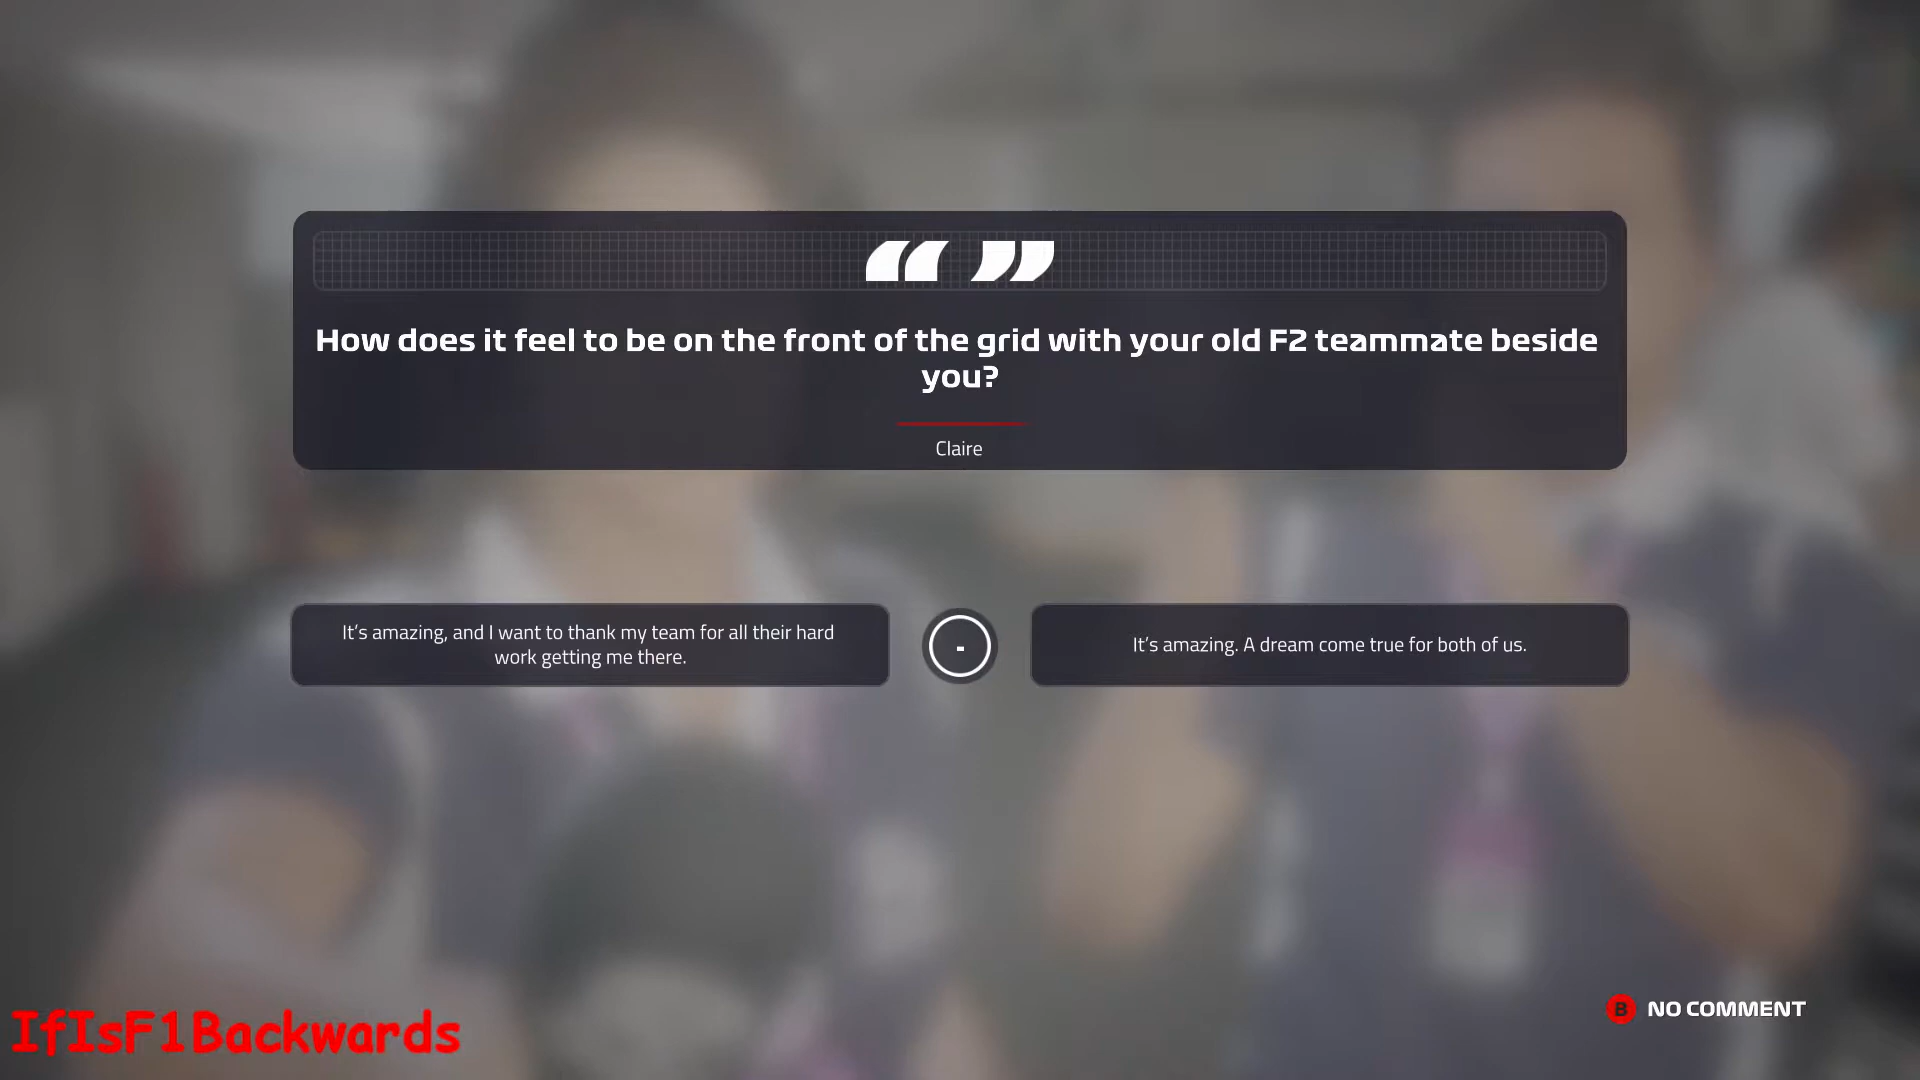 “ ”
How does it feel to be on the front of the grid with your old F2 teammate beside
you?
Claire
It’s amazing, and I want to thank my team for all their hard
work getting me there.
-
It’s amazing. A dream come true for both of us.
B NO COMMENT
IfIsF1Backwards